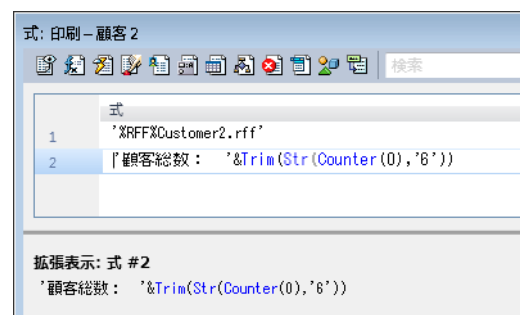 式: 印刷 – 顧客 2
検索
式
1 '%RFF%Customer2.rff'
2 '顧客総数： '&Trim(Str(Counter(0),'6'))
拡張表示: 式 #2
'顧客総数： '&Trim(Str(Counter(0),'6'))